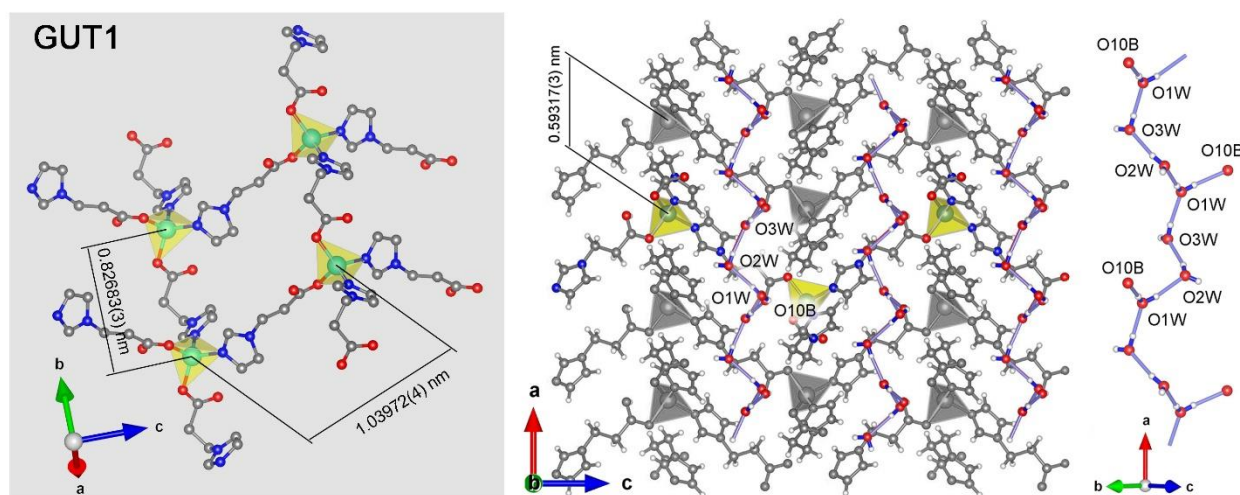 GUT1
0.82683(3) nm
1.03972(4) nm
b
c
a
0.59317(3) nm
O3W
O2W
O1W
O10B
a
b
c
O10B
O1W
O3W
O2W
O10B
O1W
O3W
O10B
O2W
O1W
a
b
c